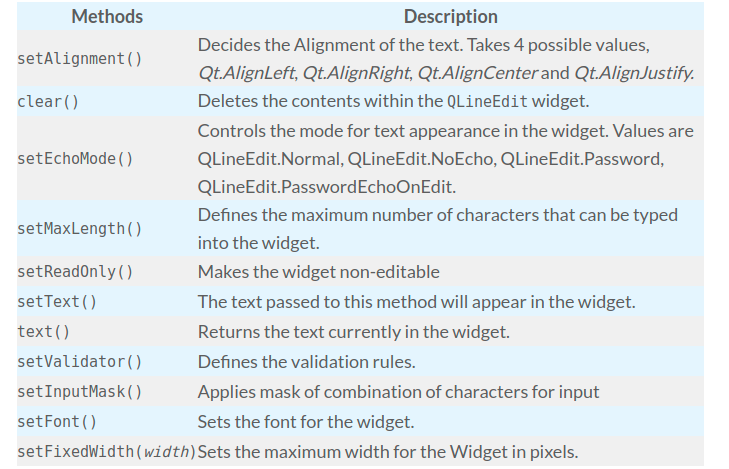 Methods Description
setAlignment() Decides the Alignment of the text. Takes 4 possible values,
Qt.AlignLeft, Qt.AlignRight, Qt.AlignCenter and Qt.AlignJustify.
clear() Deletes the contents within the QLineEdit widget.
setEchoMode() Controls the mode for text appearance in the widget. Values are
QLineEdit.Normal, QLineEdit.NoEcho, QLineEdit.Password,
QLineEdit.PasswordEchoOnEdit.
setMaxLength() Defines the maximum number of characters that can be typed
into the widget.
setReadOnly() Makes the widget non-editable
setText() The text passed to this method will appear in the widget.
text() Returns the text currently in the widget.
setValidator() Defines the validation rules.
setInputMask() Applies mask of combination of characters for input
setFont() Sets the font for the widget.
setFixedWidth(width) Sets the maximum width for the Widget in pixels.